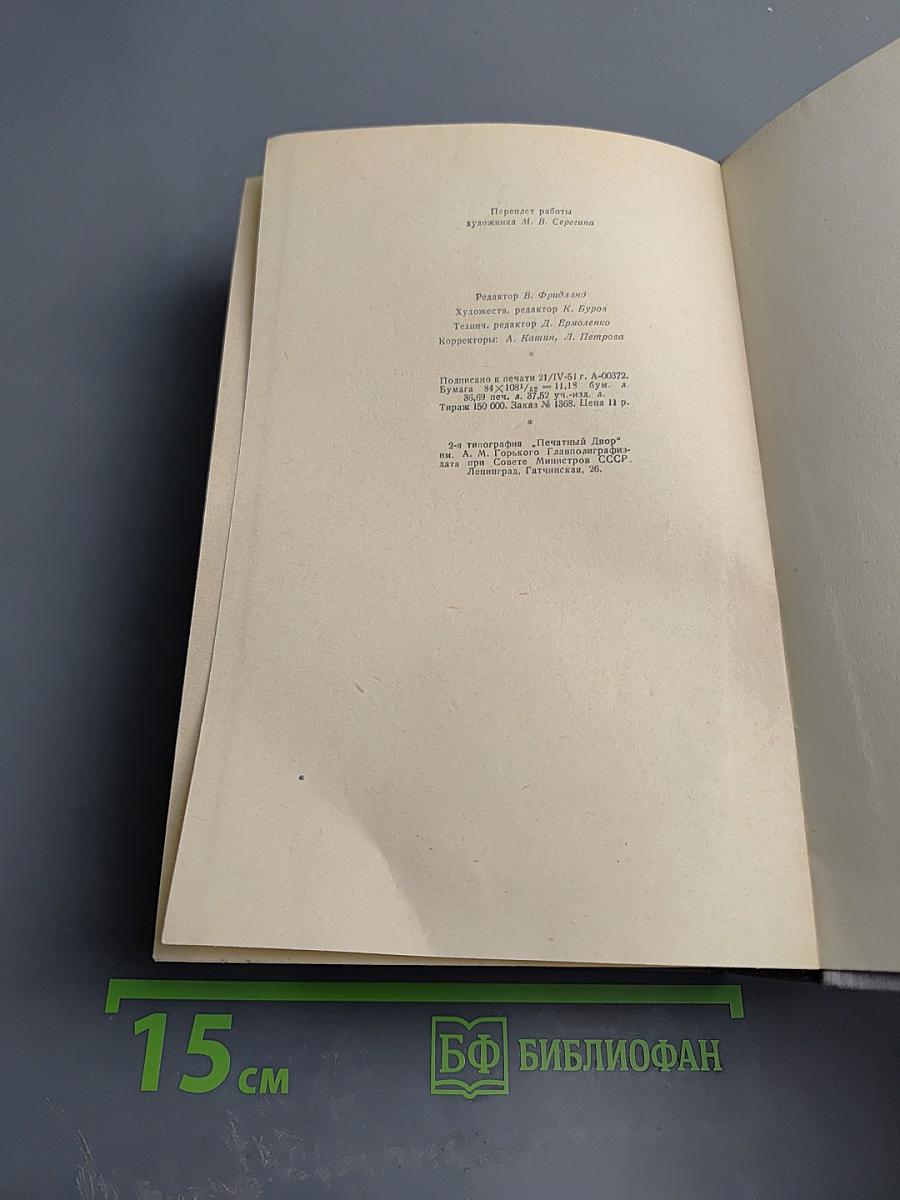 Переплет работы
художника М. В. Серегина
Редактор В. Фридлянд
Художеств. редактор К. Буров
Технич. редактор Д. Ермоленко
Корректоры: А. Кашин, Л. Петрова
*
Подписано к печати 21/IV-51 г. А-00372.
Бумага 84×108¹/₃₂ = 11,18 бум. л.
36,69 печ. л. 37,52 уч.-изд. л.
Тираж 150 000. Заказ № 1368. Цена 11 р.
*
2-я типография „Печатный Двор“
им. А. М. Горького Главполиграфиз-
дата при Совете Министров СССР.
Ленинград, Гатчинская, 26.
15 см
БФ БИБЛИОФАН